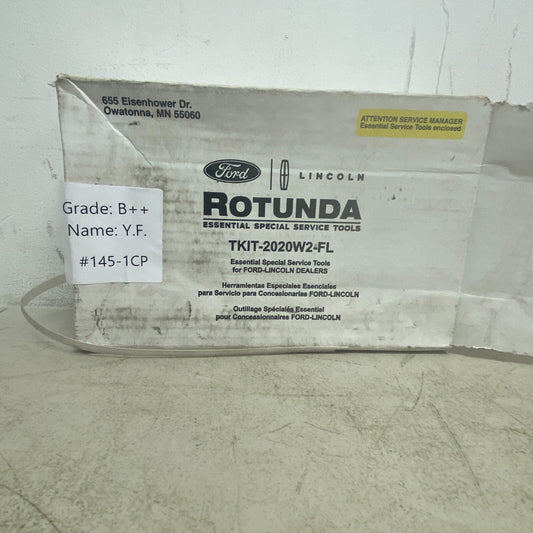 655 Eisenhower Dr.
Owatonna, MN 55060
ATTENTION SERVICE MANAGER
Essential Service Tools enclosed
Ford
LINCOLN
ROTUNDA
ESSENTIAL SPECIAL SERVICE TOOLS
TKIT-2020W2-FL
Essential Special Service Tools
for FORD-LINCOLN DEALERS
Herramientas Especiales Esenciales
para Servicio para Concesionarias FORD-LINCOLN
Outillage Spécialés Essentiel
pour Concessionnaires FORD-LINCOLN
Grade: B++
Name: Y.F.
#145-1CP